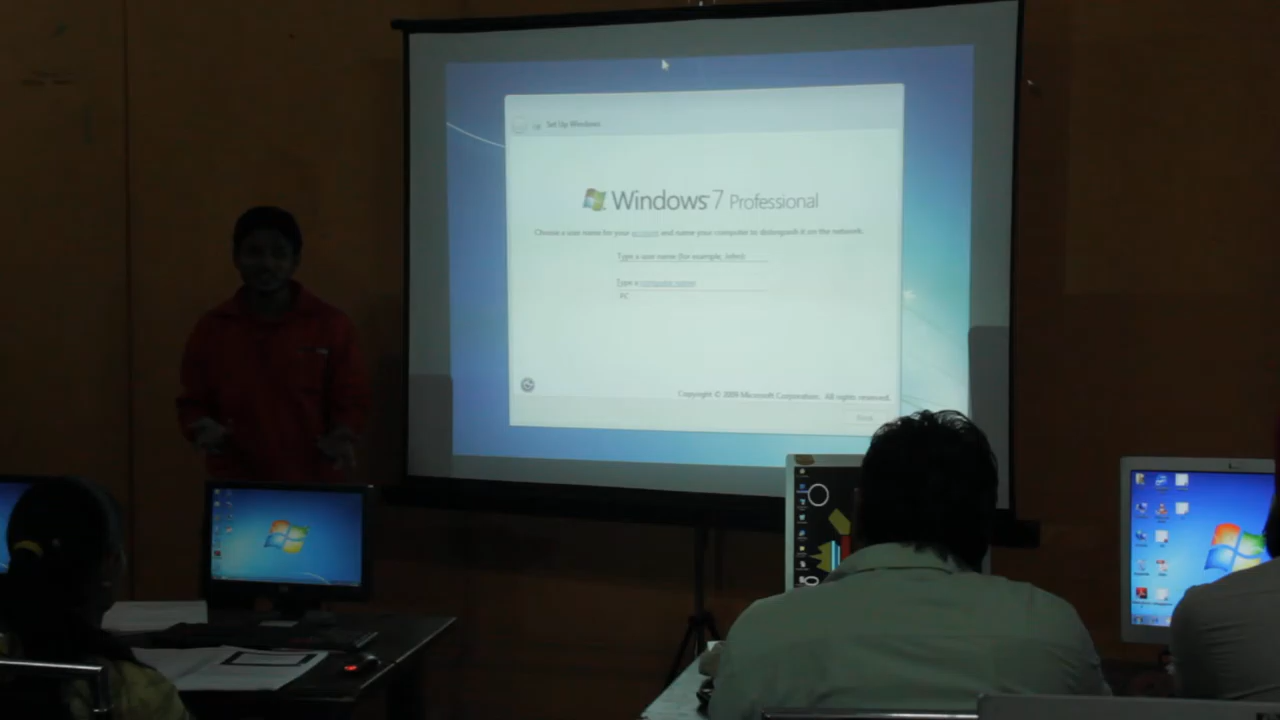 Set Up Windows
Windows 7 Professional
Choose a user name for your account and name your computer to distinguish it on the network.
Type a user name (for example, John):
Type a computer name:
PC
Copyright © 2009 Microsoft Corporation. All rights reserved.
Next